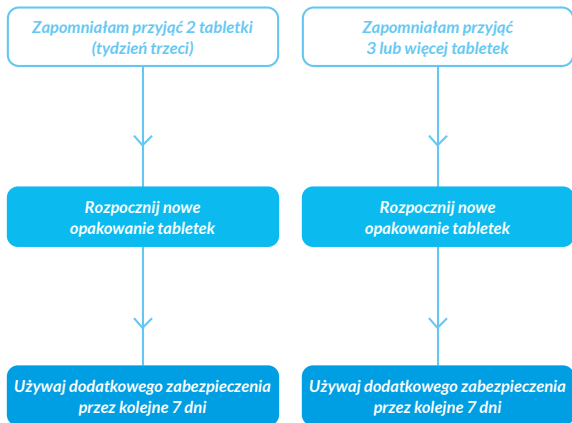 Zapomniałam przyjąć 2 tabletki
(tydzień trzeci)
Rozpocznij nowe
opakowanie tabletek
Używaj dodatkowego zabezpieczenia
przez kolejne 7 dni
Zapomniałam przyjąć
3 lub więcej tabletek
Rozpocznij nowe
opakowanie tabletek
Używaj dodatkowego zabezpieczenia
przez kolejne 7 dni